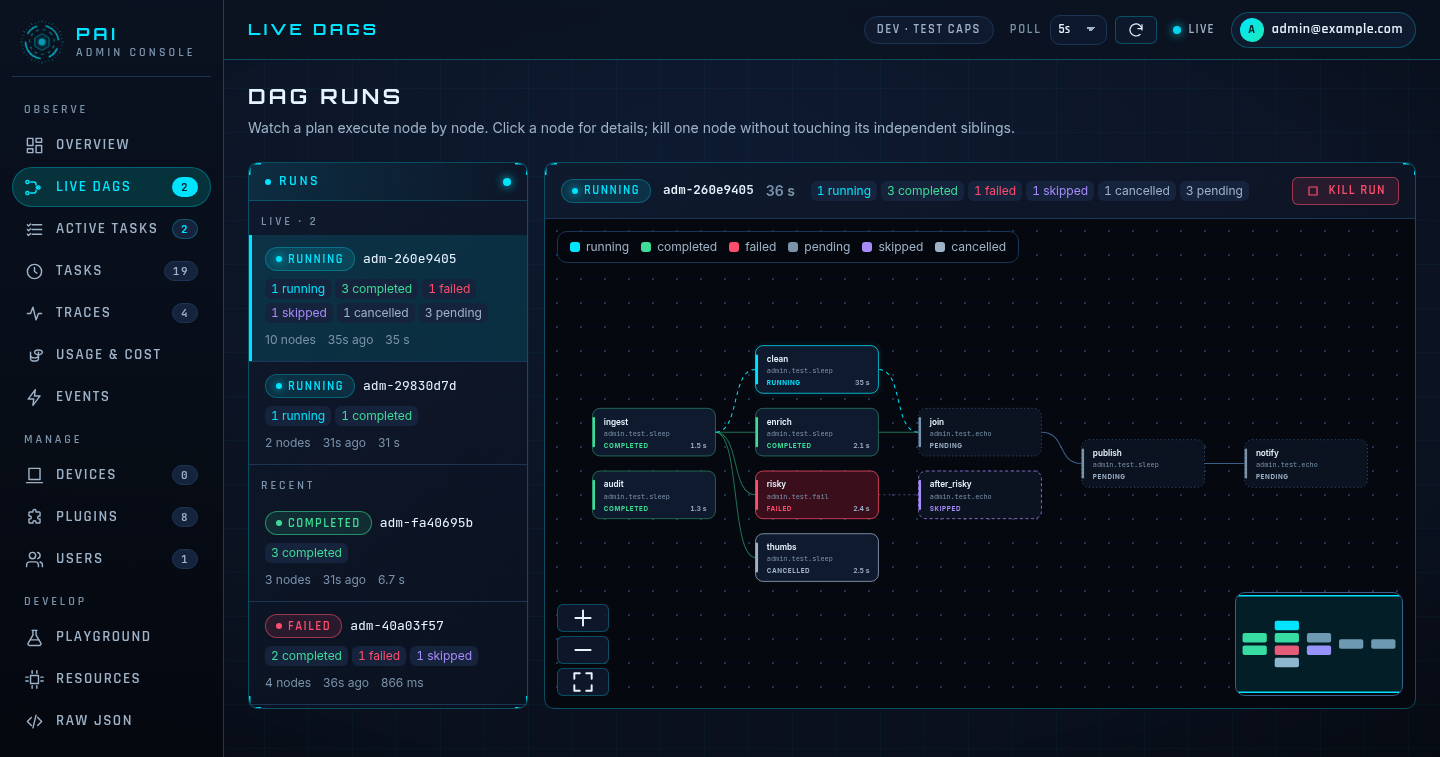 PAI
ADMIN CONSOLE
OBSERVE
OVERVIEW
LIVE DAGS 2
ACTIVE TASKS 2
TASKS 19
TRACES 4
USAGE & COST
EVENTS
MANAGE
DEVICES 0
PLUGINS 8
USERS 1
DEVELOP
PLAYGROUND
RESOURCES
RAW JSON
LIVE DAGS
DEV · TEST CAPS
POLL 5s
LIVE
A admin@example.com
DAG RUNS
Watch a plan execute node by node. Click a node for details; kill one node without touching its independent siblings.
RUNS
LIVE · 2
RUNNING adm-260e9405
1 running 3 completed 1 failed
1 skipped 1 cancelled 3 pending
10 nodes 35s ago 35 s
RUNNING adm-29830d7d
1 running 1 completed
2 nodes 31s ago 31 s
RECENT
COMPLETED adm-fa40695b
3 completed
3 nodes 31s ago 6.7 s
FAILED adm-40a03f57
2 completed 1 failed 1 skipped
4 nodes 36s ago 866 ms
RUNNING adm-260e9405 36 s 1 running 3 completed 1 failed 1 skipped 1 cancelled 3 pending KILL RUN
running completed failed pending skipped cancelled
clean
admin.test.sleep
RUNNING 35 s
ingest
admin.test.sleep
COMPLETED 1.5 s
enrich
admin.test.sleep
COMPLETED 2.1 s
join
admin.test.echo
PENDING
publish
admin.test.sleep
PENDING
notify
admin.test.echo
PENDING
audit
admin.test.sleep
COMPLETED 1.3 s
risky
admin.test.fail
FAILED 2.4 s
after_risky
admin.test.echo
SKIPPED
thumbs
admin.test.sleep
CANCELLED 2.5 s